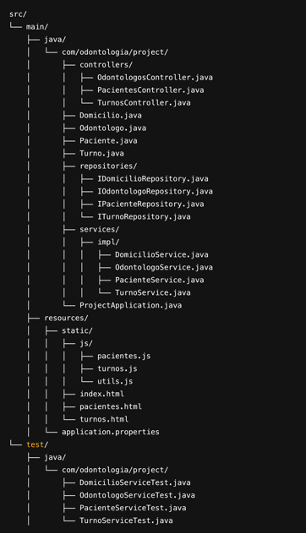 src/
└── main/
    ├── java/
    │   └── com/odontologia/project/
    │       ├── controllers/
    │       │   ├── OdontologosController.java
    │       │   ├── PacientesController.java
    │       │   └── TurnosController.java
    │       ├── Domicilio.java
    │       ├── Odontologo.java
    │       ├── Paciente.java
    │       ├── Turno.java
    │       ├── repositories/
    │       │   ├── IDomicilioRepository.java
    │       │   ├── IOdontologoRepository.java
    │       │   ├── IPacienteRepository.java
    │       │   └── ITurnoRepository.java
    │       ├── services/
    │       │   ├── impl/
    │       │   │   ├── DomicilioService.java
    │       │   │   ├── OdontologoService.java
    │       │   │   ├── PacienteService.java
    │       │   │   └── TurnoService.java
    │       └── ProjectApplication.java
    ├── resources/
    │   ├── static/
    │   │   ├── js/
    │   │   │   ├── pacientes.js
    │   │   │   ├── turnos.js
    │   │   │   └── utils.js
    │   │   ├── index.html
    │   │   ├── pacientes.html
    │   │   └── turnos.html
    │   └── application.properties
└── test/
    ├── java/
    │   └── com/odontologia/project/
    │       ├── DomicilioServiceTest.java
    │       ├── OdontologoServiceTest.java
    │       ├── PacienteServiceTest.java
    │       └── TurnoServiceTest.java